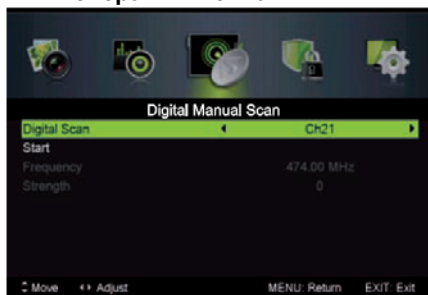 Digital Manual Scan
Digital Scan Ch21
Start
Frequency 474.00 MHz
Strength 0
Move Adjust MENU: Return EXIT: Exit